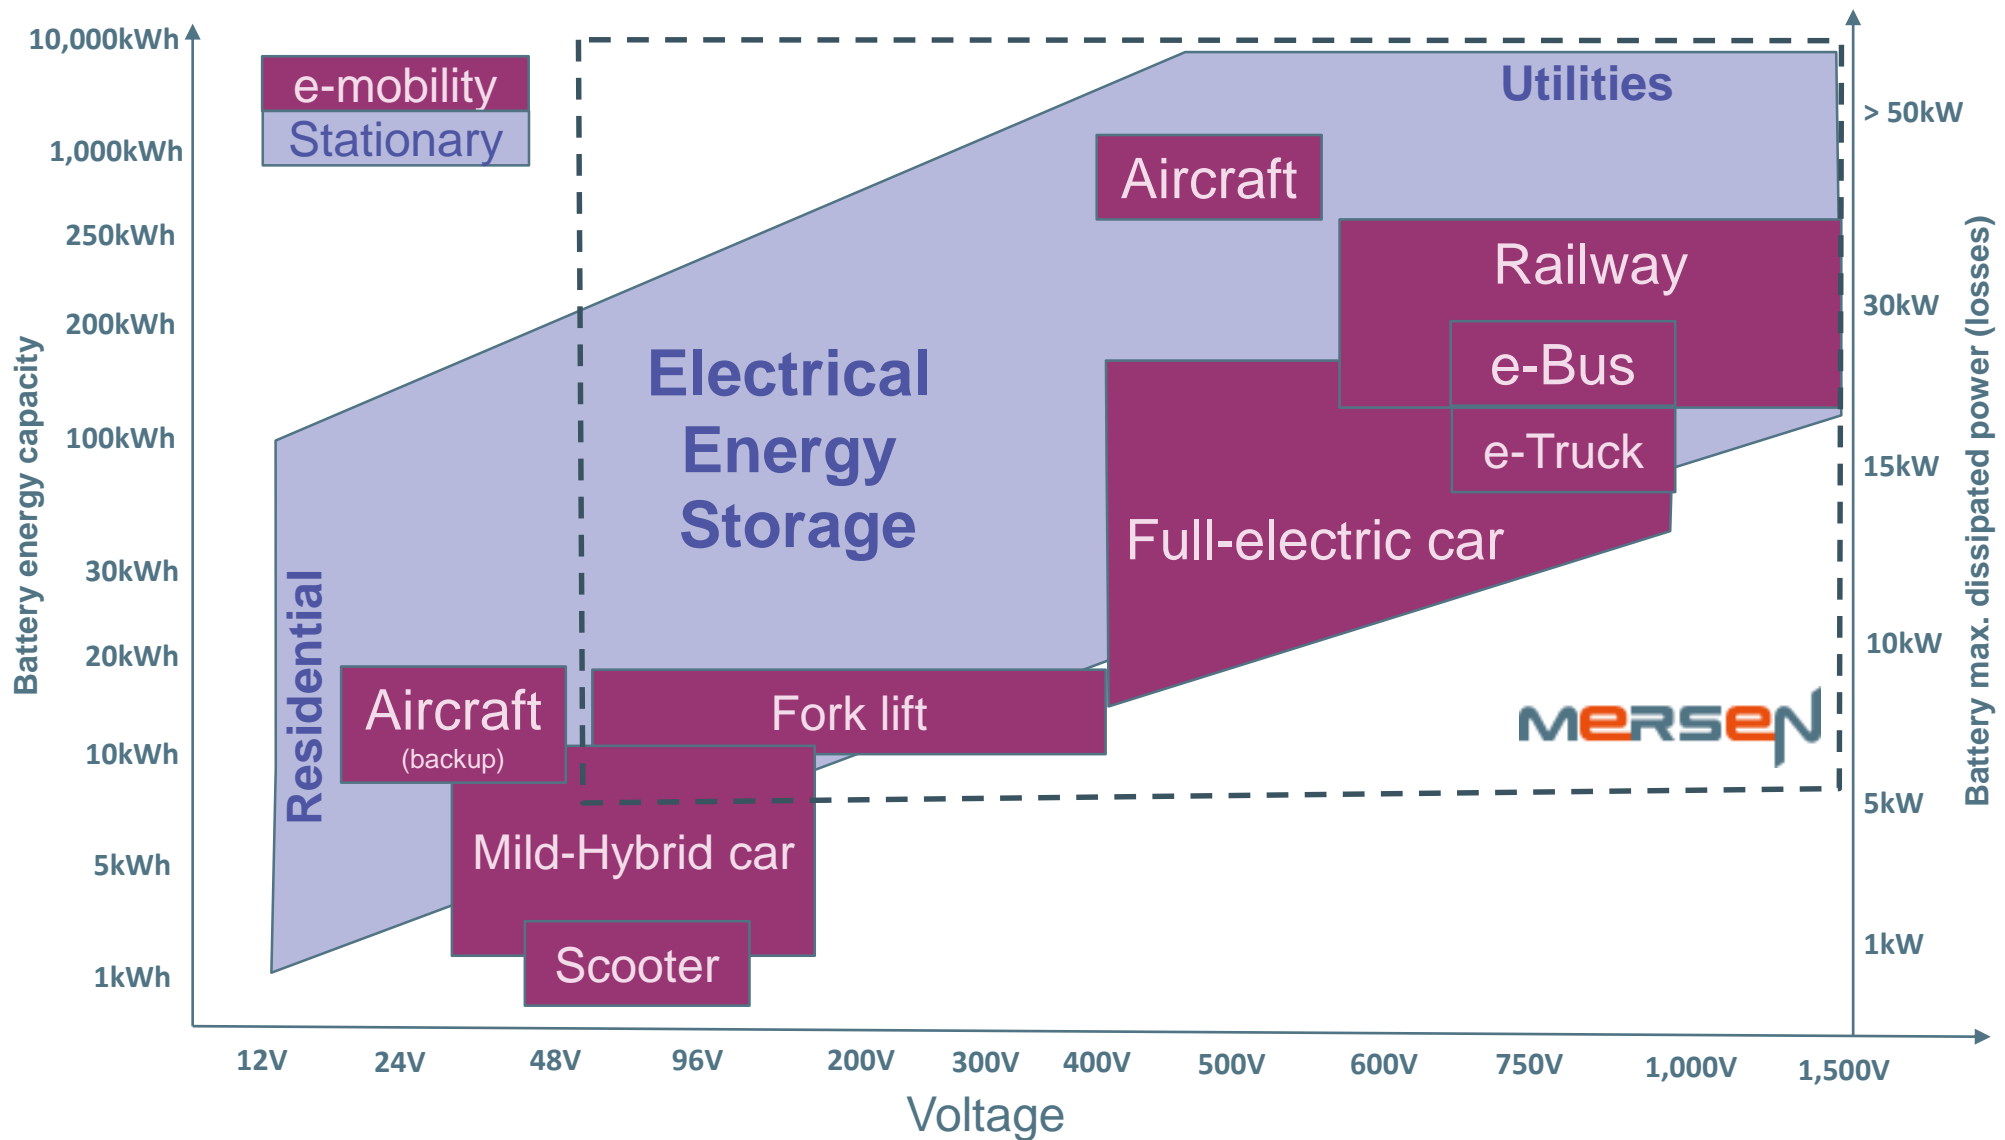 10,000kWh
1,000kWh
250kWh
200kWh
100kWh
30kWh
20kWh
10kWh
5kWh
1kWh
Battery energy capacity
e-mobility
Stationary
Utilities
Aircraft
Railway
e-Bus
e-Truck
Electrical
Energy
Storage
Full-electric car
Residential
Aircraft
(backup)
Fork lift
Mild-Hybrid car
Scooter
MERSEN
> 50kW
30kW
15kW
10kW
5kW
1kW
Battery max. dissipated power (losses)
12V
24V
48V
96V
200V
300V
400V
500V
600V
750V
1,000V
1,500V
Voltage